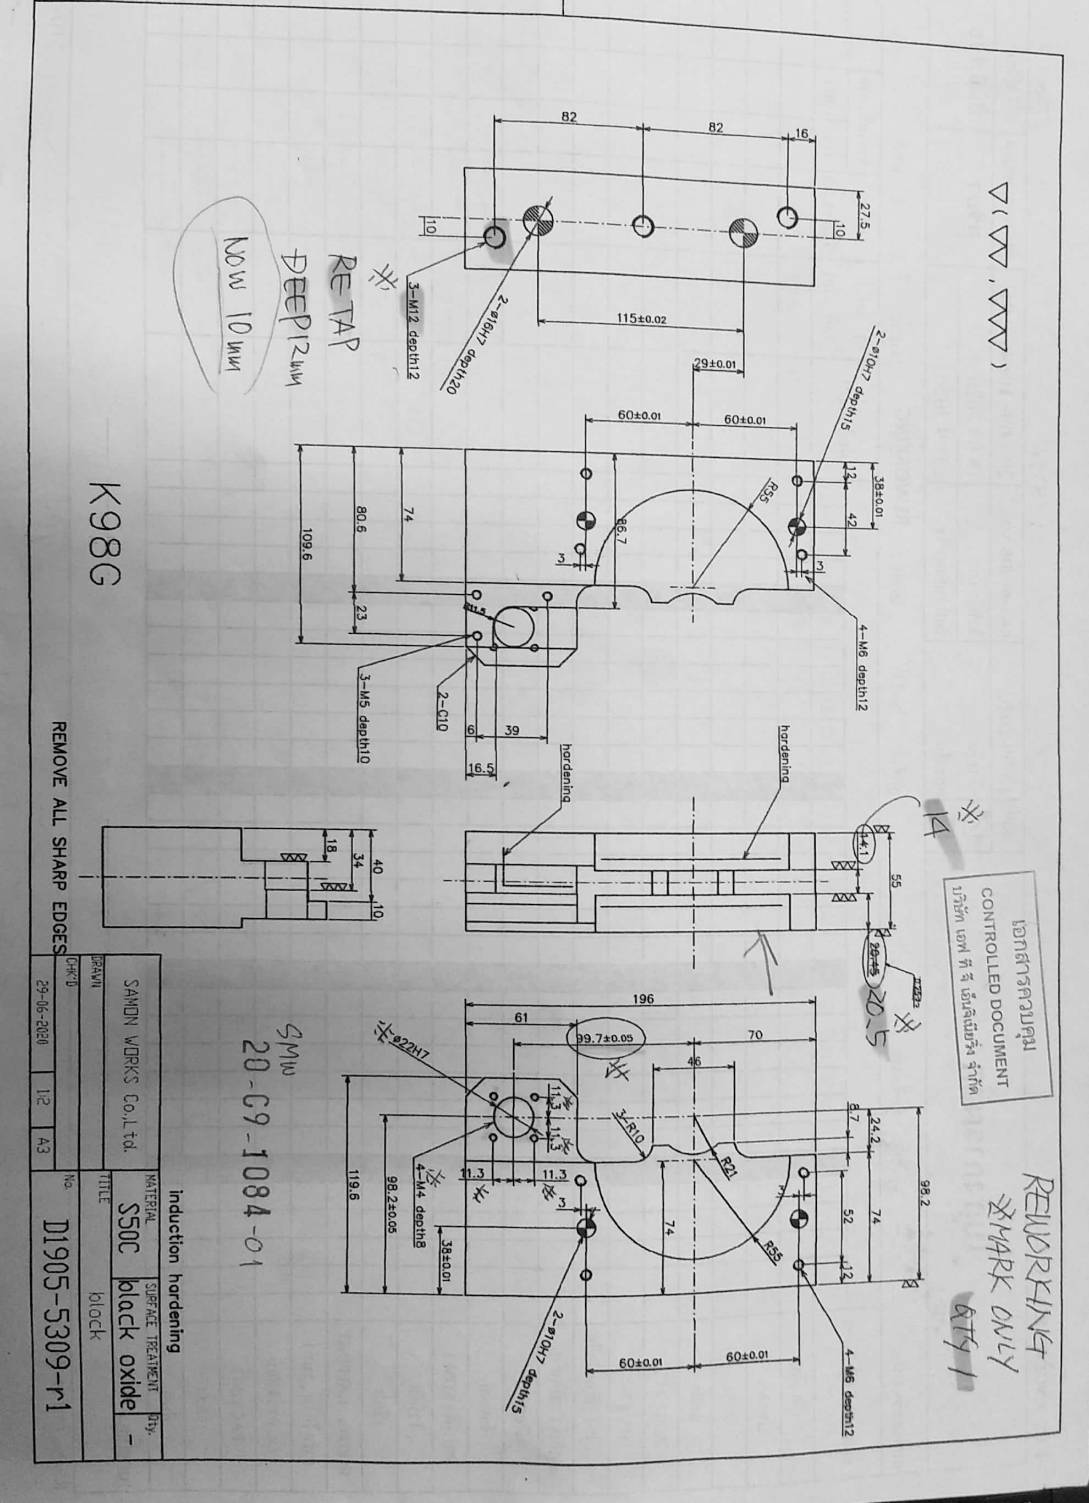 ▽(▽▽ , ▽▽▽)
เอกสารควบคุม
CONTROLLED DOCUMENT
บริษัท เอฟ ที จี เอ็นจิเนียริ่ง จำกัด
REWORKING
※MARK ONLY
QTY 1
※
14
55
※
20.45
20.5
14.1
27.5
10
16
82
82
29±0.01
115±0.02
2-ø16H7 depth20
10
3-M12 depth12
※
RETAP
DEEP 12mm
NOW 10mm
2-ø10H7 depth15
38±0.01
12
42
3
4-M6 depth12
R55
60±0.01
60±0.01
86.7
3
39
6
16.5
R11.5
2-C10
74
80.6
23
3-M5 depth10
109.6
hardening
hardening
98.2
24.2
74
8.7
52
12
4-M6 depth12
3
R55
70
R21
60±0.01
46
74
196
3-R10
99.7±0.05
※
60±0.01
※
※
11.3
11.3
11.3
※
3
2-ø10H7 depth15
61
11.3
※
38±0.01
※
4-M4 depth8
※-ø22H7
98.2±0.05
119.6
40
10
34
18
SMW
20-C9-1084-01
K98G
REMOVE ALL SHARP EDGES
induction hardening
SAMON WORKS Co.,Ltd.
MATERIAL
S50C
SURFACE TREATMENT
black oxide
Qty.
-
DRAWN
TITLE
block
CHK'D
No.
D1905-5309-r1
29-06-2020
1:2
A3